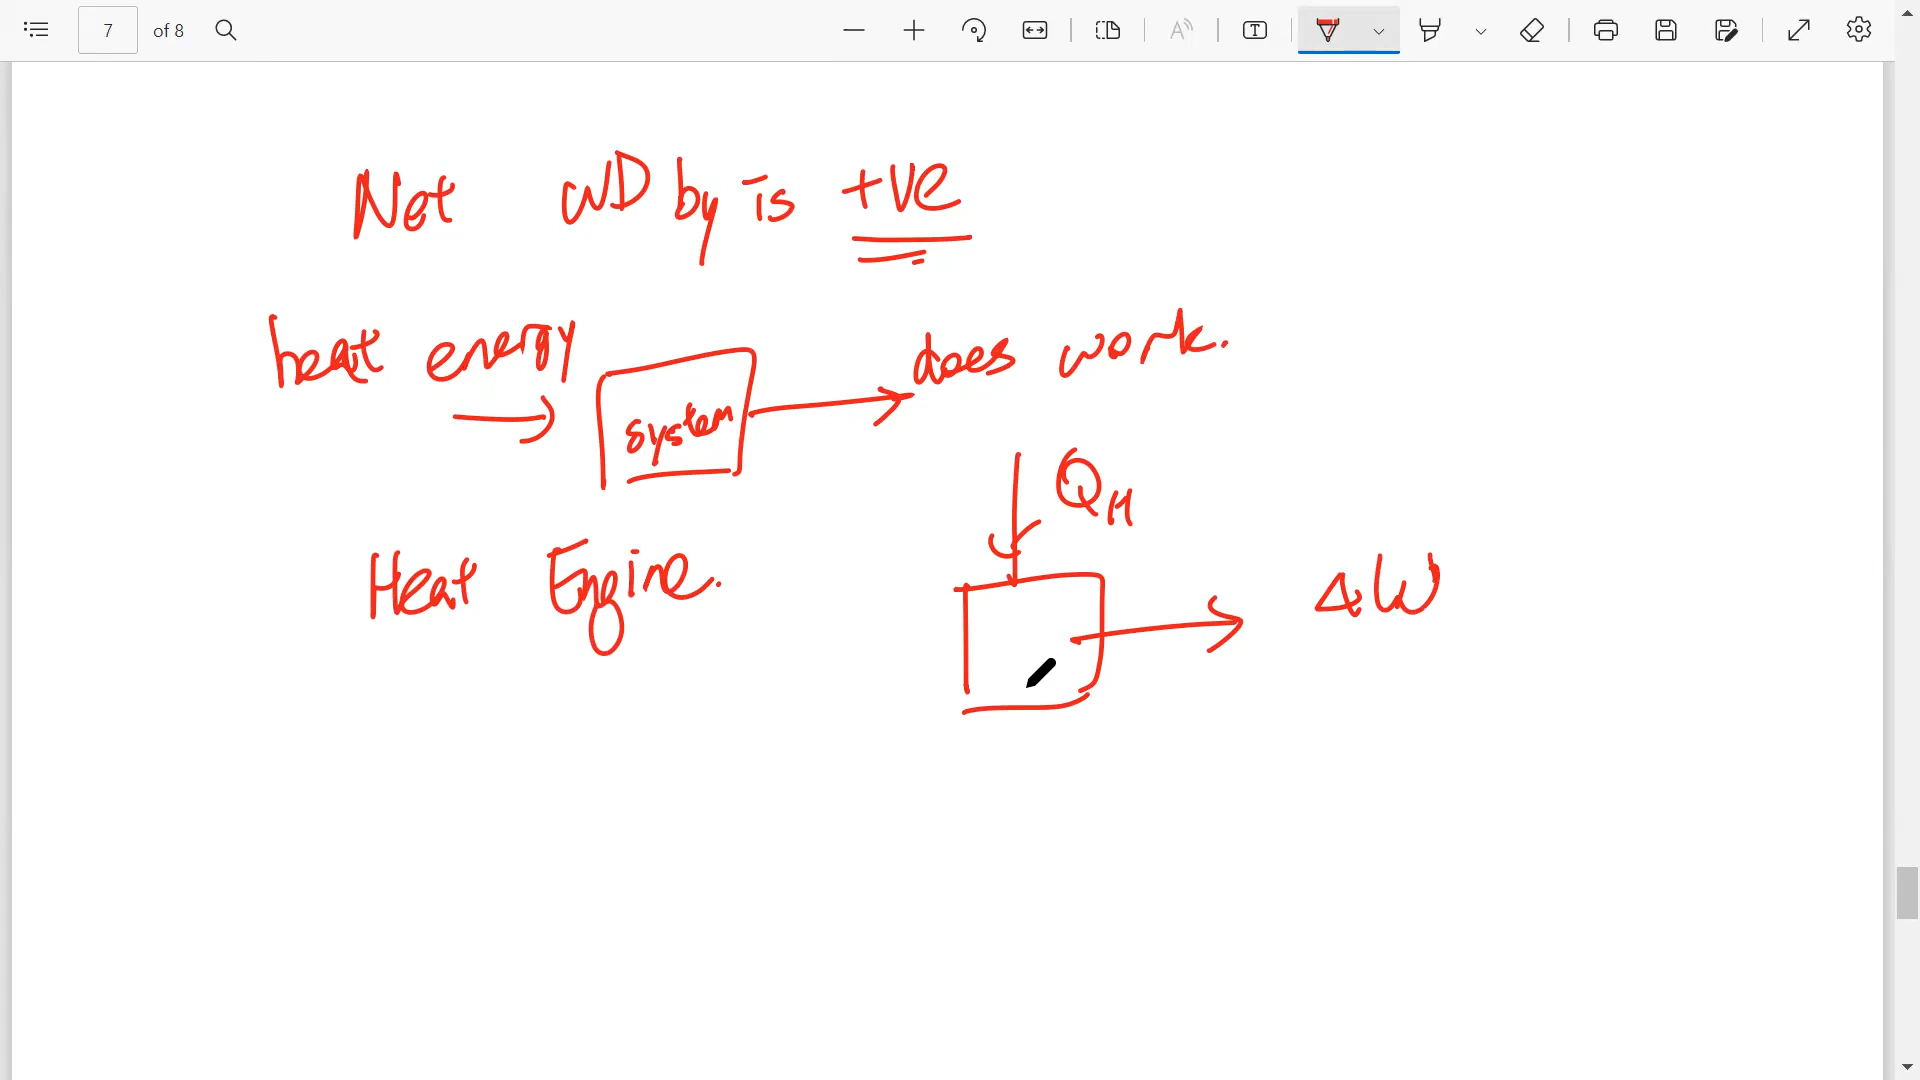 7 of 8
Net WD by is +ve
heat energy
does work.
system
QH
Heat Engine.
ΔW